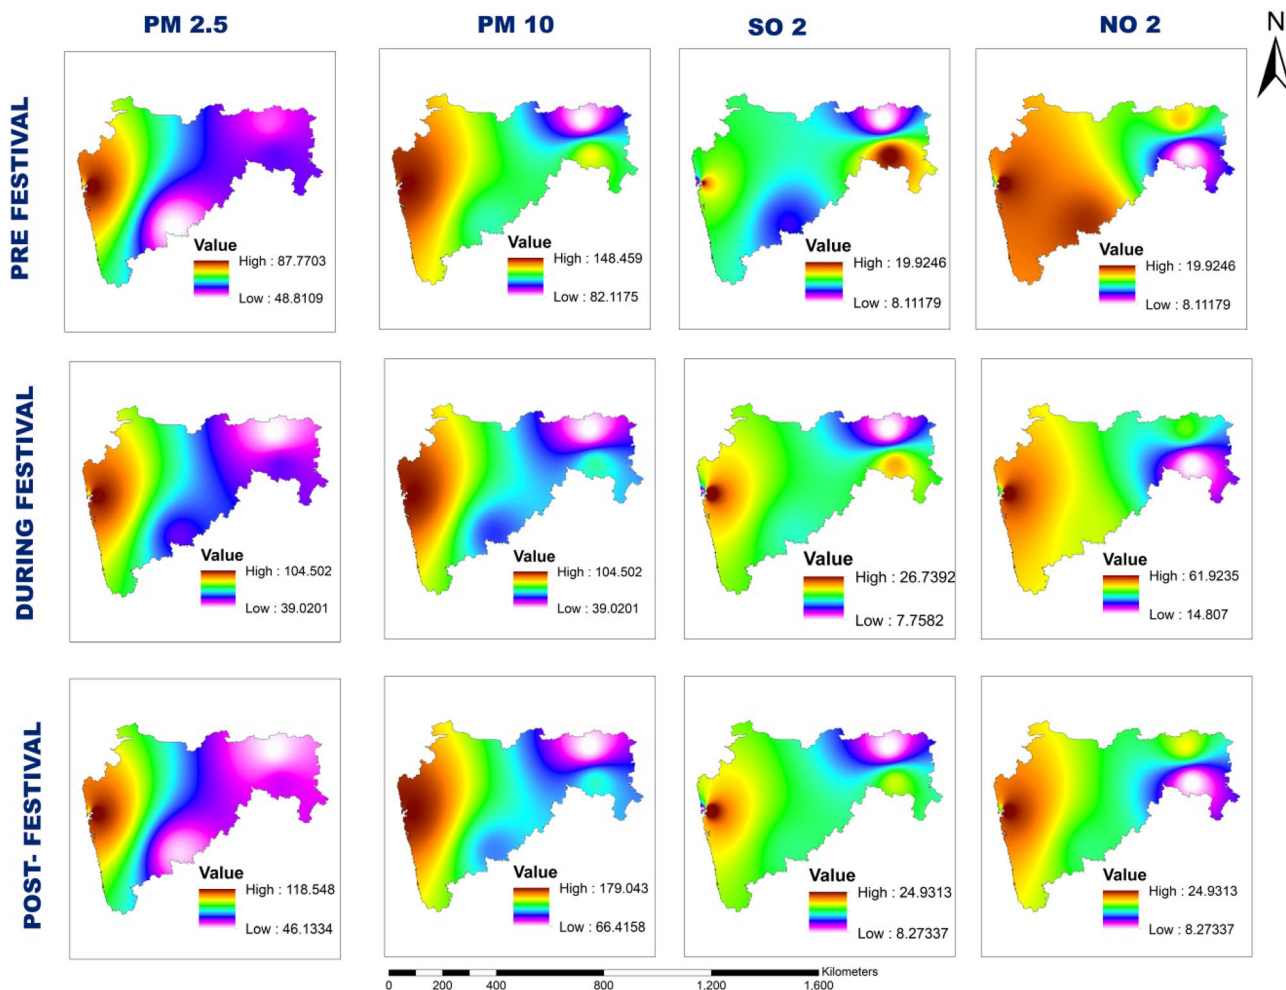 PM 2.5
PM 10
SO 2
NO 2
N
PRE FESTIVAL
Value
High : 87.7703
Low : 48.8109
Value
High : 148.459
Low : 82.1175
Value
High : 19.9246
Low : 8.11179
Value
High : 19.9246
Low : 8.11179
DURING FESTIVAL
Value
High : 104.502
Low : 39.0201
Value
High : 104.502
Low : 39.0201
Value
High : 26.7392
Low : 7.7582
Value
High : 61.9235
Low : 14.807
POST- FESTIVAL
Value
High : 118.548
Low : 46.1334
Value
High : 179.043
Low : 66.4158
Value
High : 24.9313
Low : 8.27337
Value
High : 24.9313
Low : 8.27337
Kilometers
0 200 400 800 1.200 1.600